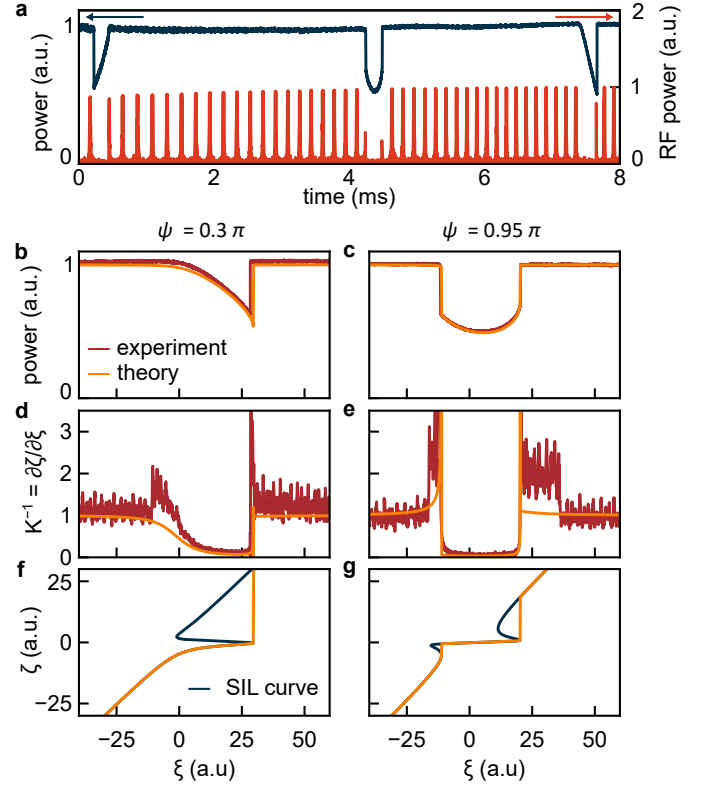 a
2
1
1
power (a.u.)
RF power (a.u.)
0
0
0
2
4
6
8
time (ms)
ψ = 0.3 π
ψ = 0.95 π
b
c
1
power (a.u.)
experiment
theory
0
d
e
3
2
1
0
K⁻¹ = ∂ζ/∂ξ
f
g
25
0
−25
ζ (a.u.)
SIL curve
−25
0
25
50
−25
0
25
50
ξ (a.u)
ξ (a.u)